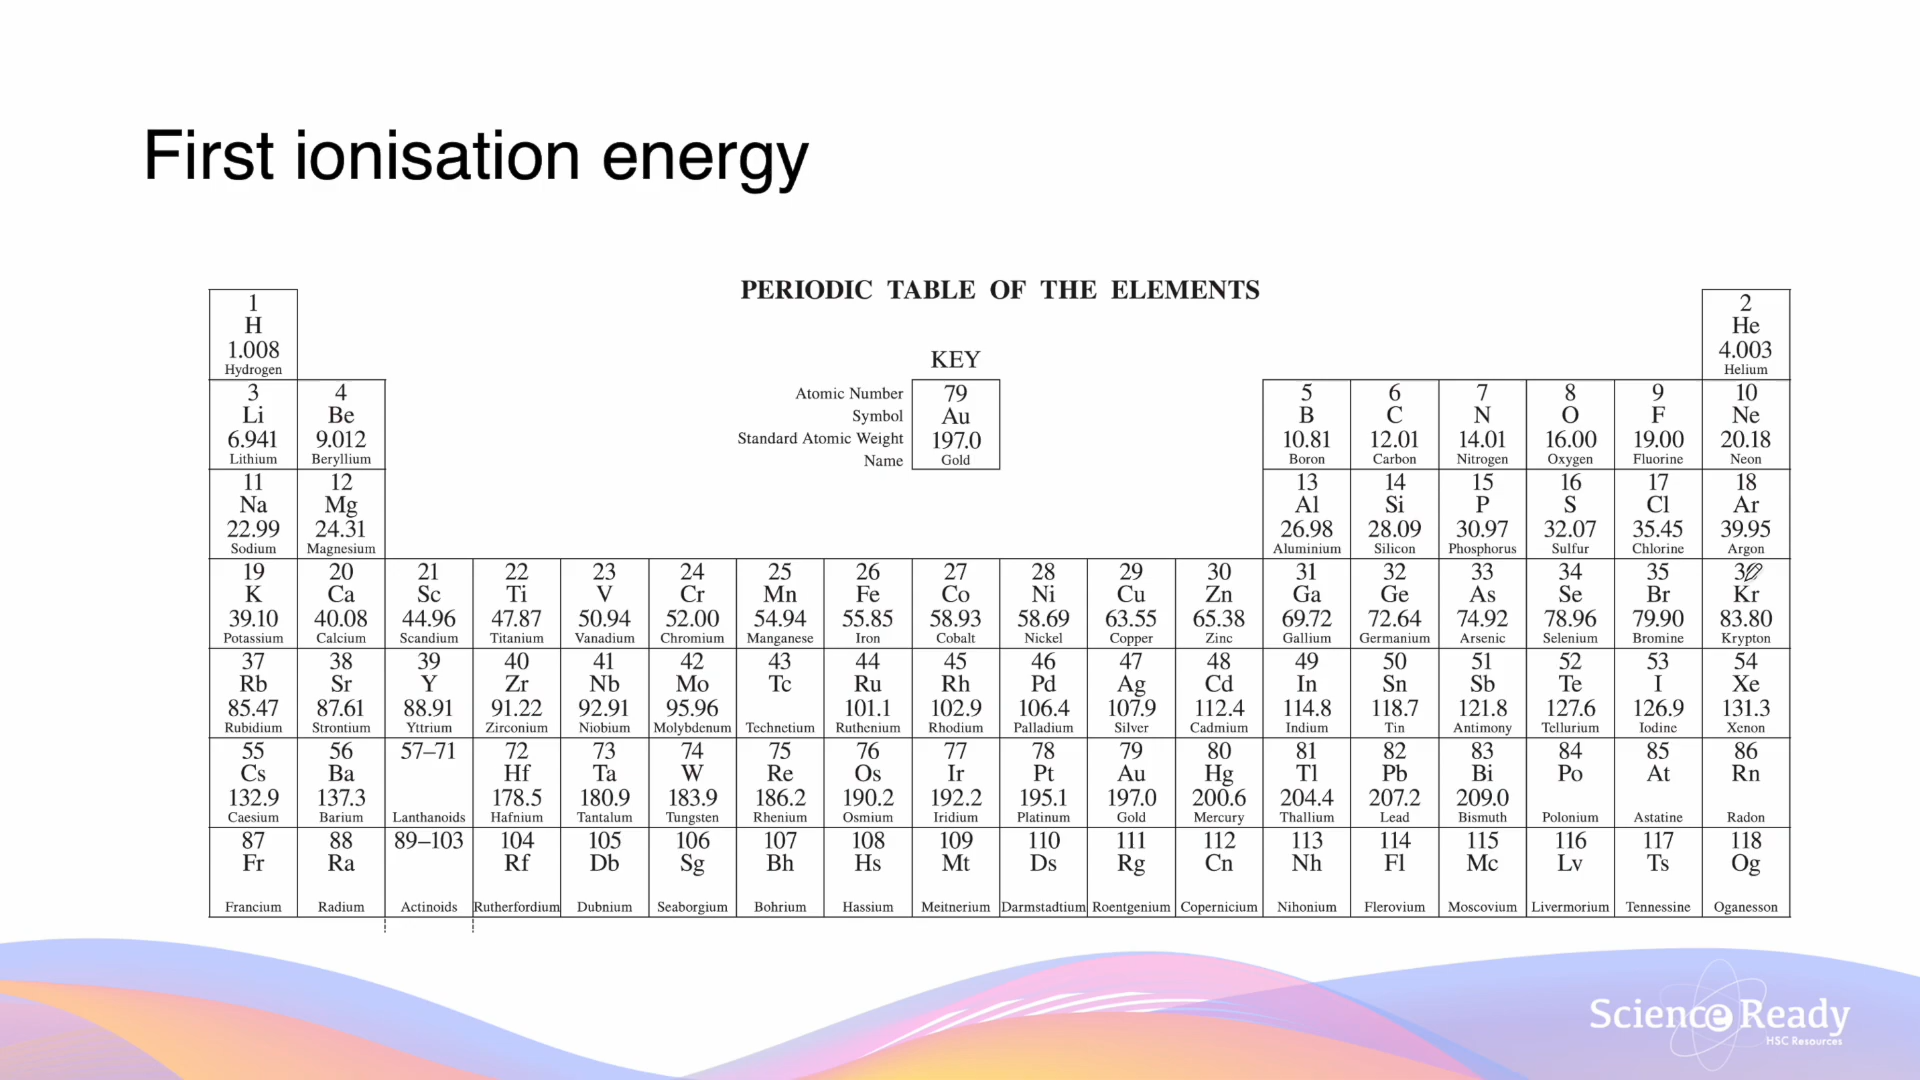 First ionisation energy
PERIODIC TABLE OF THE ELEMENTS
1 2
H He
1.008 KEY 4.003
Hydrogen Helium
3 4 Atomic Number 79 5 6 7 8 9 10
Li Be Symbol Au B C N O F Ne
6.941 9.012 Standard Atomic Weight 197.0 10.81 12.01 14.01 16.00 19.00 20.18
Lithium Beryllium Name Gold Boron Carbon Nitrogen Oxygen Fluorine Neon
11 12 13 14 15 16 17 18
Na Mg Al Si P S Cl Ar
22.99 24.31 26.98 28.09 30.97 32.07 35.45 39.95
Sodium Magnesium Aluminium Silicon Phosphorus Sulfur Chlorine Argon
19 20 21 22 23 24 25 26 27 28 29 30 31 32 33 34 35
K Ca Sc Ti V Cr Mn Fe Co Ni Cu Zn Ga Ge As Se Br Kr
39.10 40.08 44.96 47.87 50.94 52.00 54.94 55.85 58.93 58.69 63.55 65.38 69.72 72.64 74.92 78.96 79.90 83.80
Potassium Calcium Scandium Titanium Vanadium Chromium Manganese Iron Cobalt Nickel Copper Zinc Gallium Germanium Arsenic Selenium Bromine Krypton
37 38 39 40 41 42 43 44 45 46 47 48 49 50 51 52 53 54
Rb Sr Y Zr Nb Mo Tc Ru Rh Pd Ag Cd In Sn Sb Te I Xe
85.47 87.61 88.91 91.22 92.91 95.96 101.1 102.9 106.4 107.9 112.4 114.8 118.7 121.8 127.6 126.9 131.3
Rubidium Strontium Yttrium Zirconium Niobium Molybdenum Technetium Ruthenium Rhodium Palladium Silver Cadmium Indium Tin Antimony Tellurium Iodine Xenon
55 56 57–71 72 73 74 75 76 77 78 79 80 81 82 83 84 85 86
Cs Ba Hf Ta W Re Os Ir Pt Au Hg Tl Pb Bi Po At Rn
132.9 137.3 178.5 180.9 183.9 186.2 190.2 192.2 195.1 197.0 200.6 204.4 207.2 209.0
Caesium Barium Lanthanoids Hafnium Tantalum Tungsten Rhenium Osmium Iridium Platinum Gold Mercury Thallium Lead Bismuth Polonium Astatine Radon
87 88 89–103 104 105 106 107 108 109 110 111 112 113 114 115 116 117 118
Fr Ra Rf Db Sg Bh Hs Mt Ds Rg Cn Nh Fl Mc Lv Ts Og
Francium Radium Actinoids Rutherfordium Dubnium Seaborgium Bohrium Hassium Meitnerium Darmstadtium Roentgenium Copernicium Nihonium Flerovium Moscovium Livermorium Tennessine Oganesson
Science Ready
HSC Resources